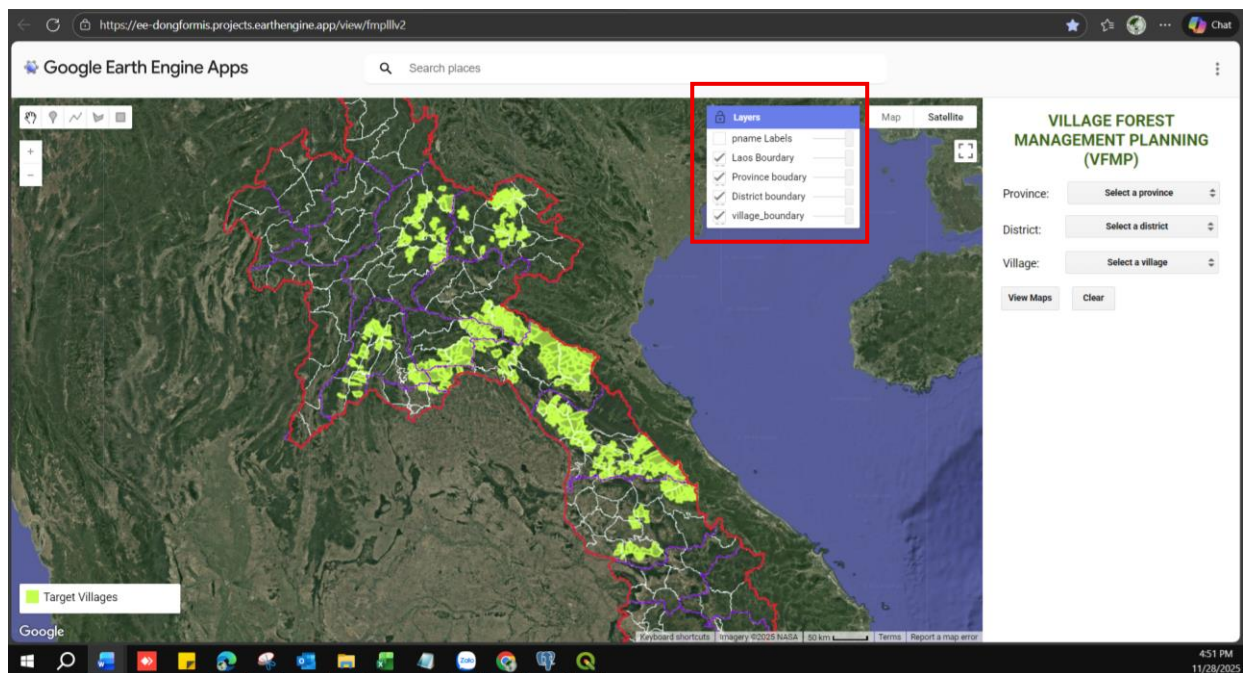 https://ee-dongformis.projects.earthengine.app/view/fmplllv2
Chat
Google Earth Engine Apps
Search places
Layers
pname Labels
Laos Bourdary
Province boudary
District boundary
village_boundary
Map
Satellite
VILLAGE FOREST
MANAGEMENT PLANNING
(VFMP)
Province:
Select a province
District:
Select a district
Village:
Select a village
View Maps
Clear
+
-
Target Villages
Google
Keyboard shortcuts
Imagery ©2025 NASA
50 km
Terms
Report a map error
Zalo
4:51 PM
11/28/2025